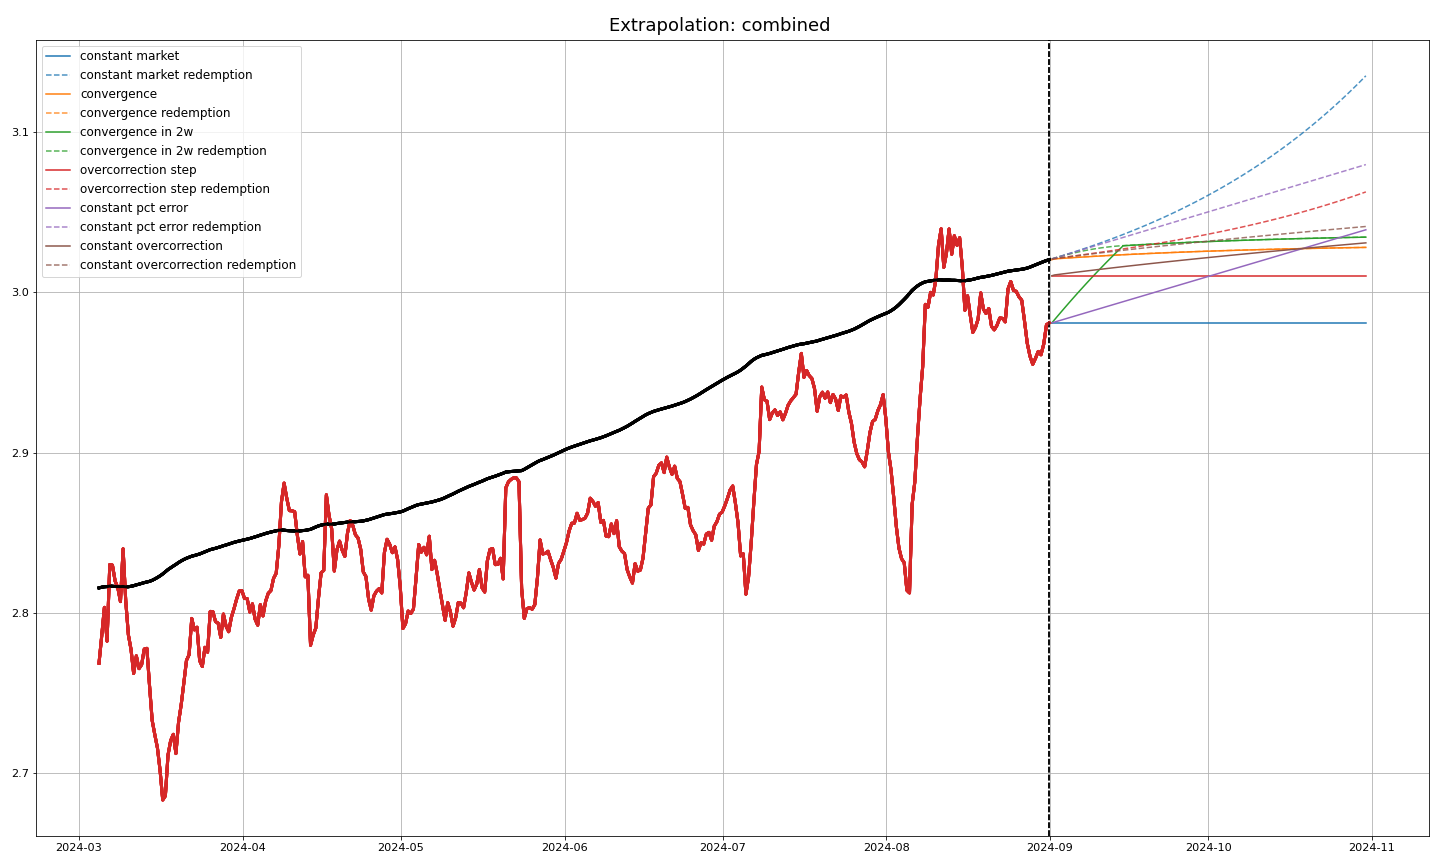 Extrapolation: combined
constant market
constant market redemption
convergence
convergence redemption
convergence in 2w
convergence in 2w redemption
overcorrection step
overcorrection step redemption
constant pct error
constant pct error redemption
constant overcorrection
constant overcorrection redemption
3.1
3.0
2.9
2.8
2.7
2024-03 2024-04 2024-05 2024-06 2024-07 2024-08 2024-09 2024-10 2024-11